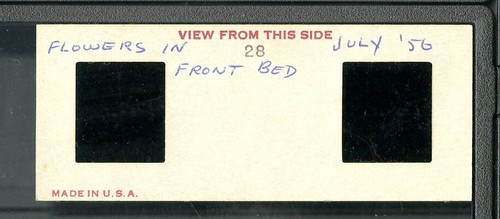 VIEW FROM THIS SIDE
FLOWERS IN 28 JULY '56
FRONT BED
MADE IN U.S.A.